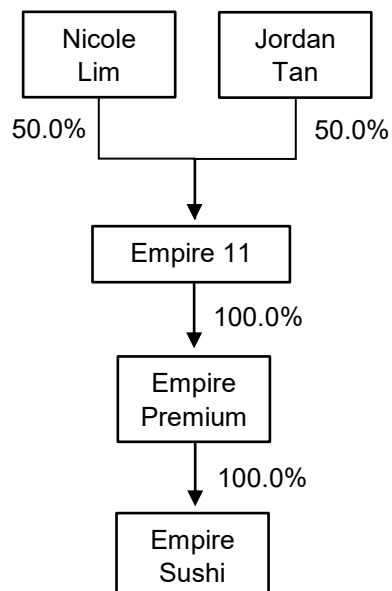 Nicole
Lim
Jordan
Tan
50.0%
50.0%
Empire 11
100.0%
Empire
Premium
100.0%
Empire
Sushi